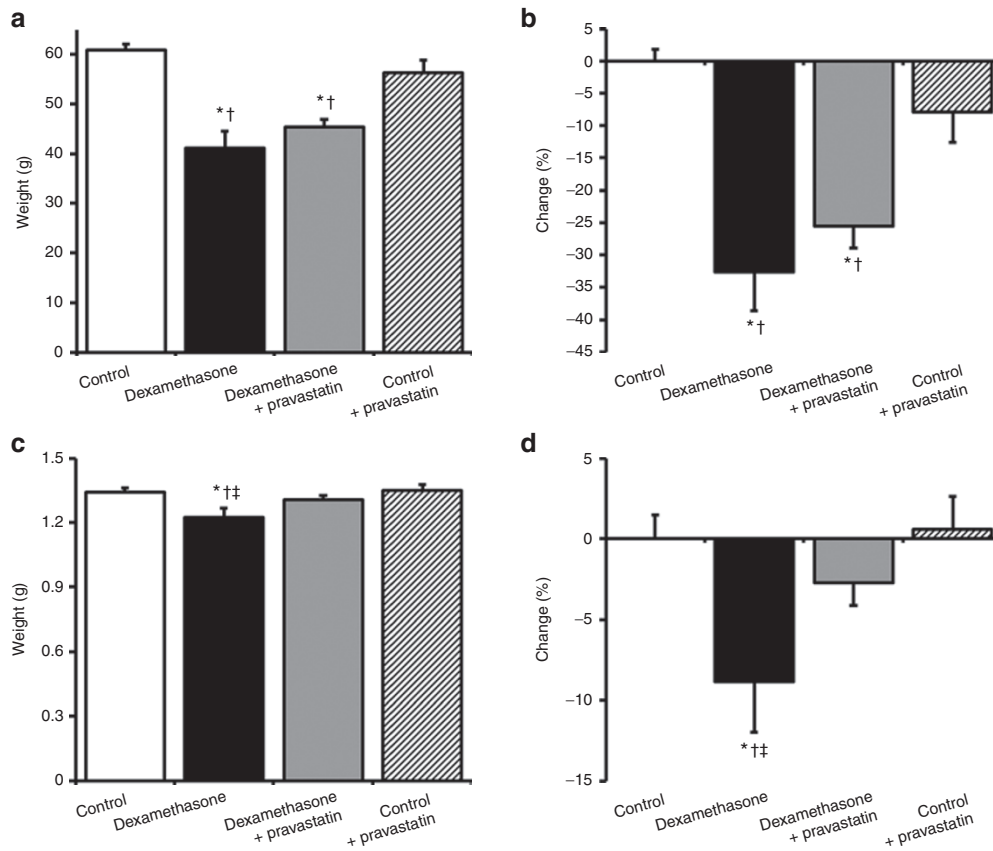 a
60
50
40
30
20
10
0
Weight (g)
*†
*†
Control
Dexamethasone
Dexamethasone
+ pravastatin
Control
+ pravastatin
b
5
0
−5
−10
−15
−20
−25
−30
−35
−40
−45
Change (%)
*†
*†
Control
Dexamethasone
Dexamethasone
+ pravastatin
Control
+ pravastatin
c
1.5
1.2
0.9
0.6
0.3
0
Weight (g)
*†‡
Control
Dexamethasone
Dexamethasone
+ pravastatin
Control
+ pravastatin
d
5
0
−5
−10
−15
Change (%)
*†‡
Control
Dexamethasone
Dexamethasone
+ pravastatin
Control
+ pravastatin